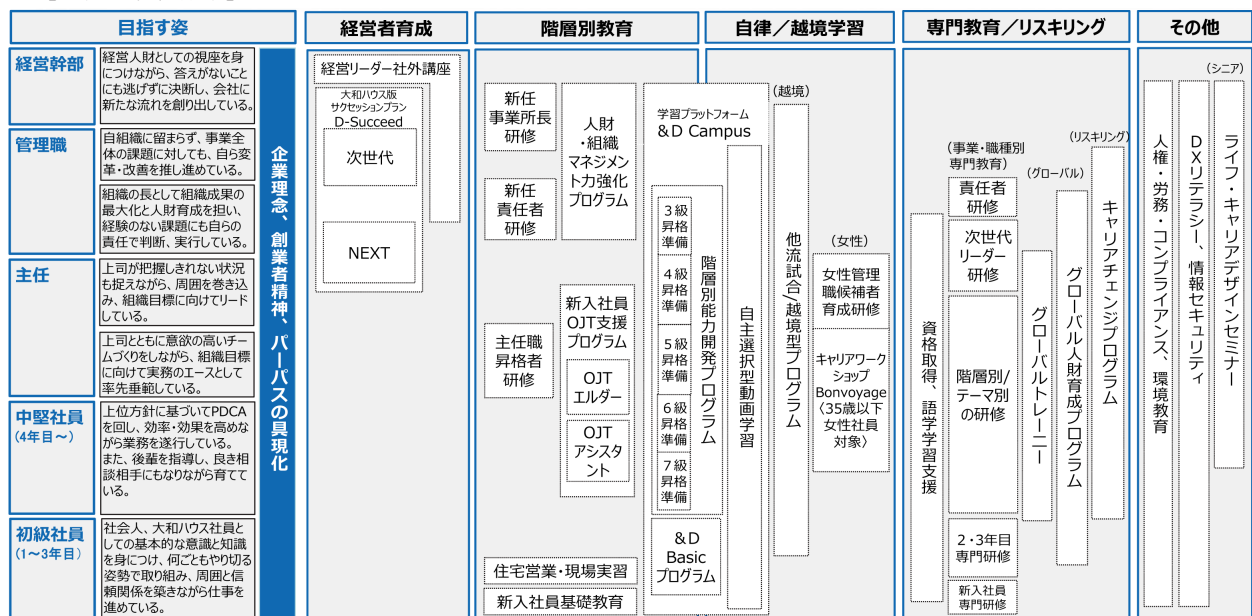 目指す姿
経営者育成
階層別教育
自律／越境学習
専門教育／リスキリング
その他
経営幹部
経営人財としての視座を身
につけながら、答えがないこと
にも逃げずに決断し、会社に
新たな流れを創り出している。
管理職
自組織に留まらず、事業全
体の課題に対しても、自ら変
革・改善を推し進めている。
組織の長として組織成果の
最大化と人財育成を担い、
経験のない課題にも自らの
責任で判断、実行している。
主任
上司が把握しきれない状況
も捉えながら、周囲を巻き込
み、組織目標に向けてリード
している。
上司とともに意欲の高いチー
ムづくりをしながら、組織目標
に向けて実務のエースとして
率先垂範している。
中堅社員
(4年目～)
上位方針に基づいてPDCA
を回し、効率・効果を高めな
がら業務を遂行している。
また、後輩を指導し、良き相
談相手にもなりながら育てて
いる。
初級社員
(1～3年目)
社会人、大和ハウス社員と
しての基本的な意識と知識
を身につけ、何ごともやり切る
姿勢で取り組み、周囲と信
頼関係を築きながら仕事を
進めている。
企業理念、創業者精神、パーパスの具現化
経営リーダー社外講座
大和ハウス版
サクセッションプラン
D-Succeed
次世代
NEXT
新任
事業所長
研修
新任
責任者
研修
人財
・組織
マネジメン
ト力強化
プログラム
主任職
昇格者
研修
新入社員
OJT支援
プログラム
OJT
エルダー
OJT
アシスタ
ント
住宅営業・現場実習
新入社員基礎教育
学習プラットフォーム
&D Campus
3級
昇格
準備
4級
昇格
準備
5級
昇格
準備
6級
昇格
準備
7級
昇格
準備
階層別能力開発プログラム
&D
Basic
プログラム
自主選択型動画学習
（越境）
他流試合/越境型プログラム
（女性）
女性管理
職候補者
育成研修
キャリアワーク
ショップ
Bonvoyage
〈35歳以下
女性社員
対象〉
資格取得、語学学習支援
（事業・職種別
専門教育）
責任者
研修
次世代
リーダー
研修
階層別/
テーマ別
の研修
2・3年目
専門研修
新入社員
専門研修
（グローバル）
グローバルトレーニー
グローバル人財育成プログラム
（リスキリング）
キャリアチェンジプログラム
人権・労務・コンプライアンス、環境教育
DXリテラシー、情報セキュリティ
（シニア）
ライフ・キャリアデザインセミナー